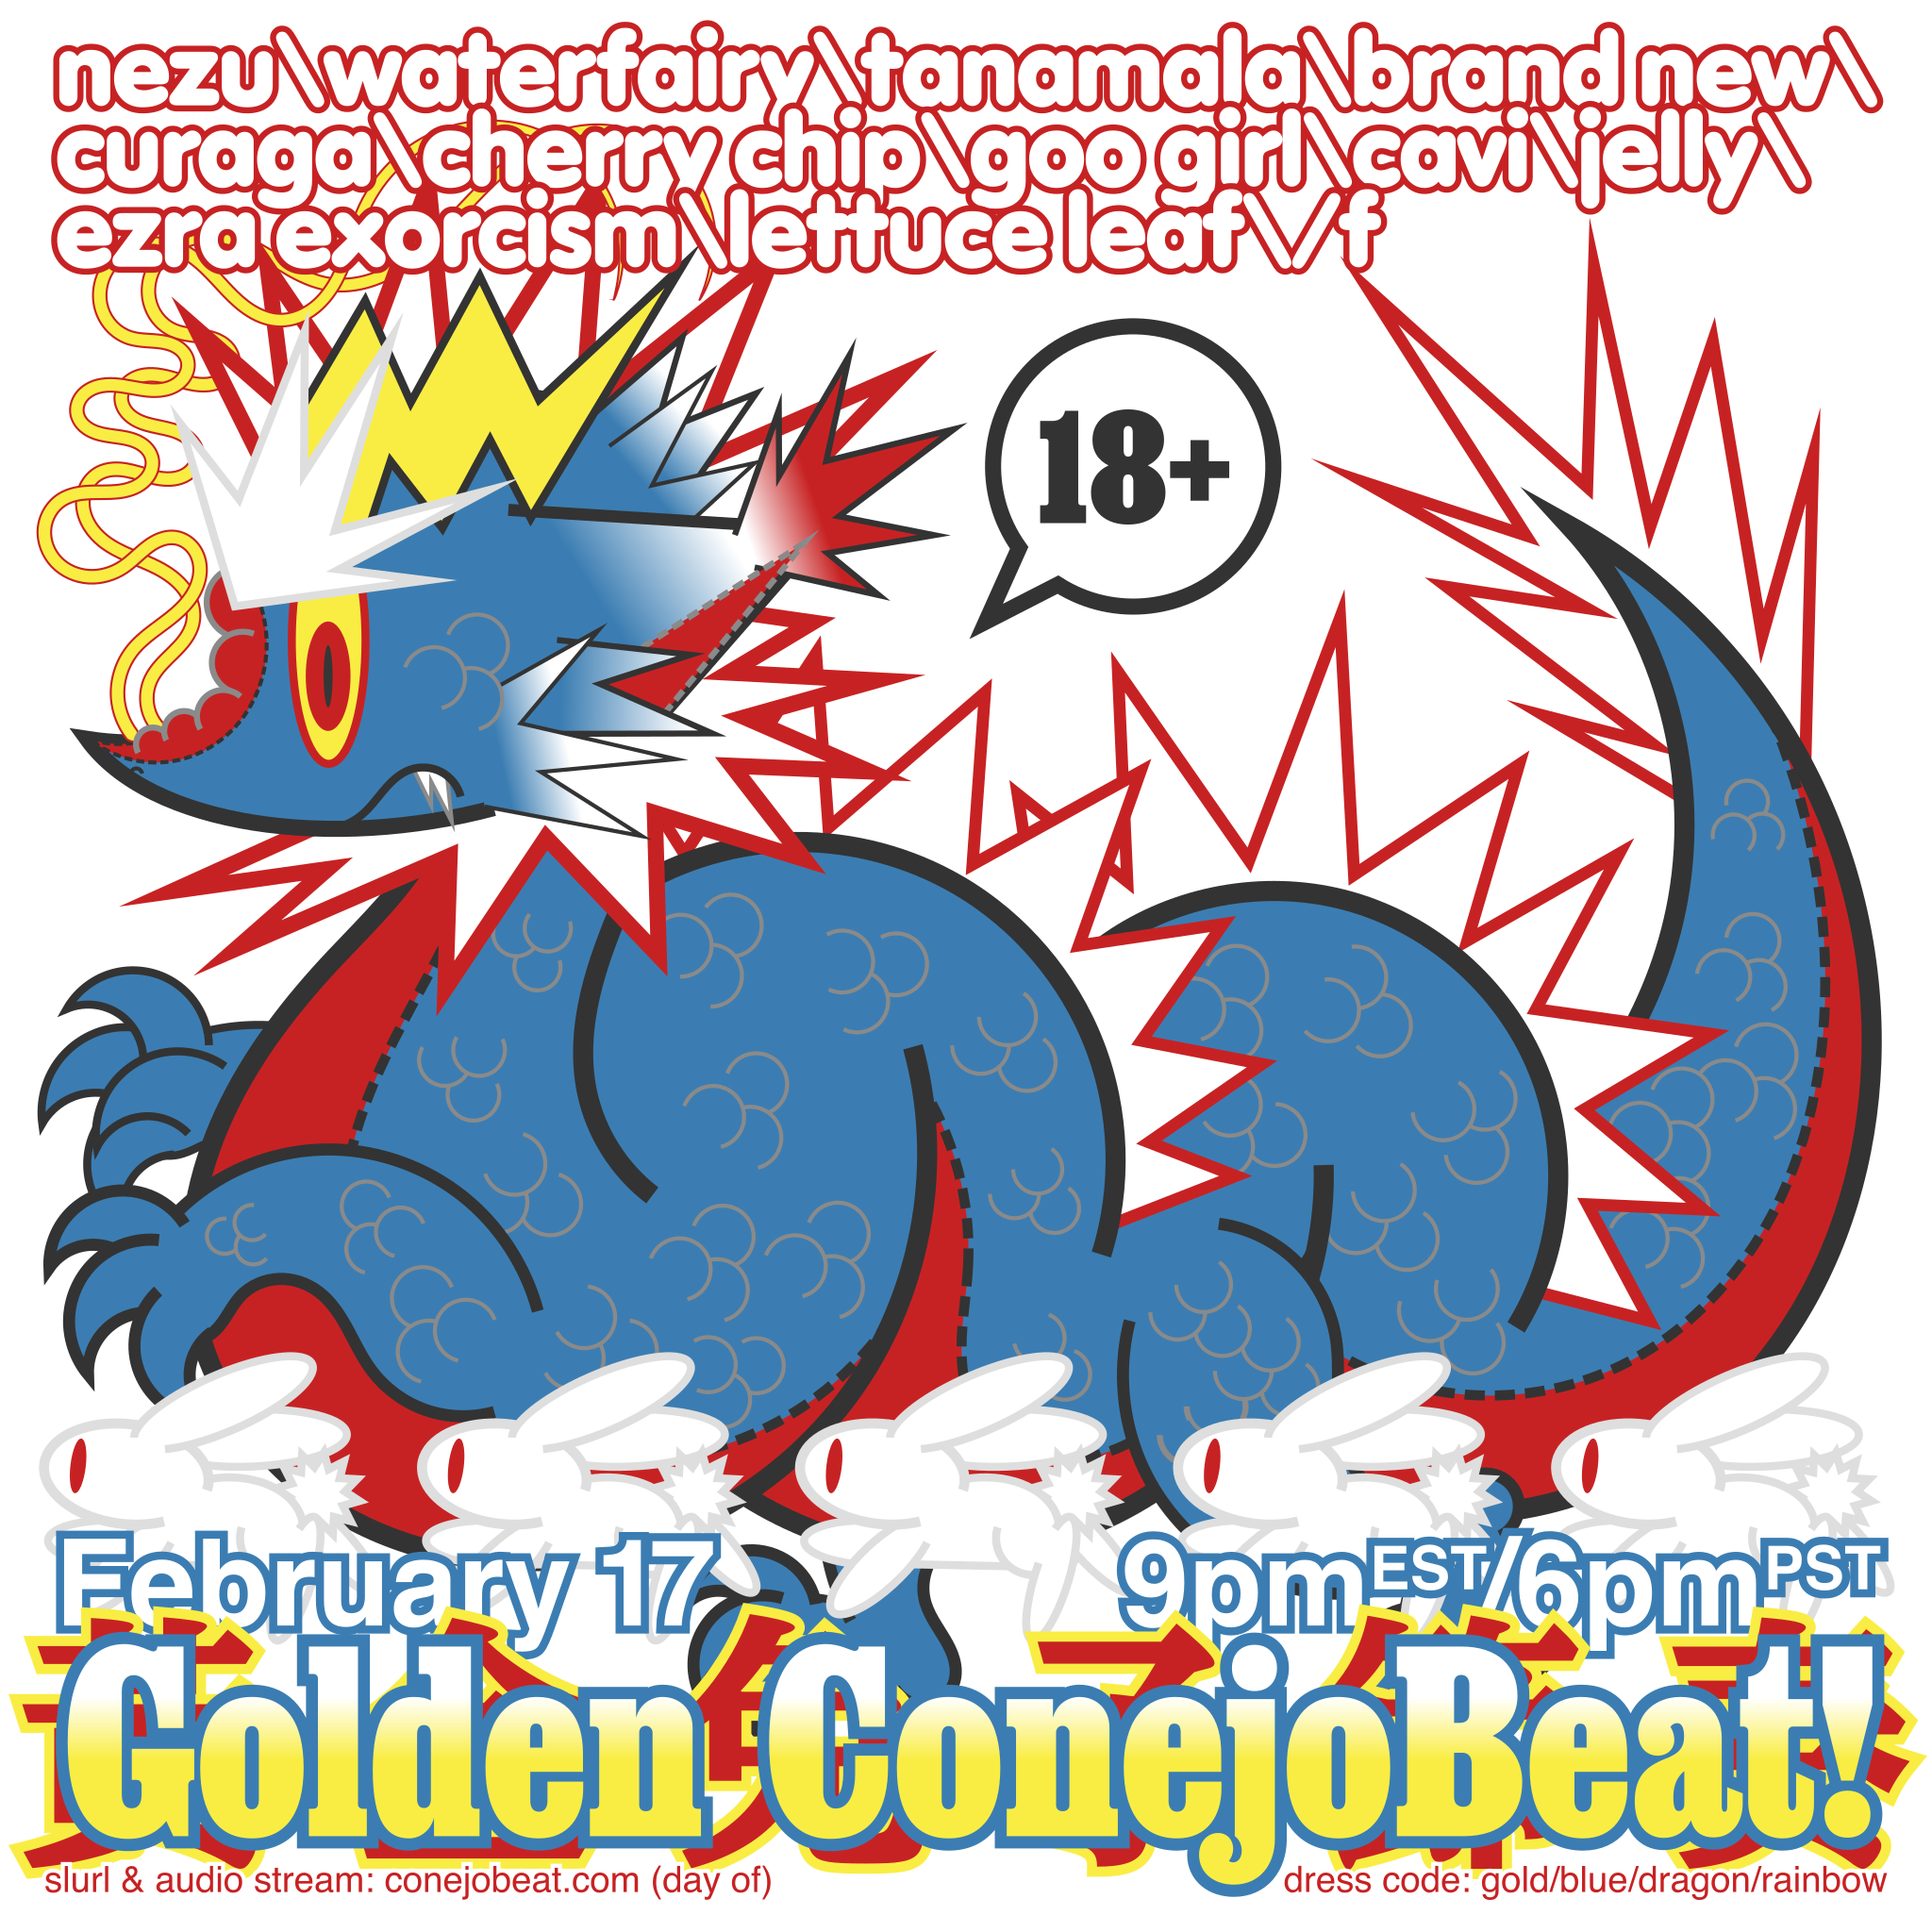 nezu\waterfairy\tanamala\brand new\
curaga\cherry chip\goo girl\cavi\jelly\
ezra exorcism\lettuce leaf\/f
18+
February 17
9pmEST/6pmPST
Golden ConejoBeat!
slurl & audio stream: conejobeat.com (day of)
dress code: gold/blue/dragon/rainbow